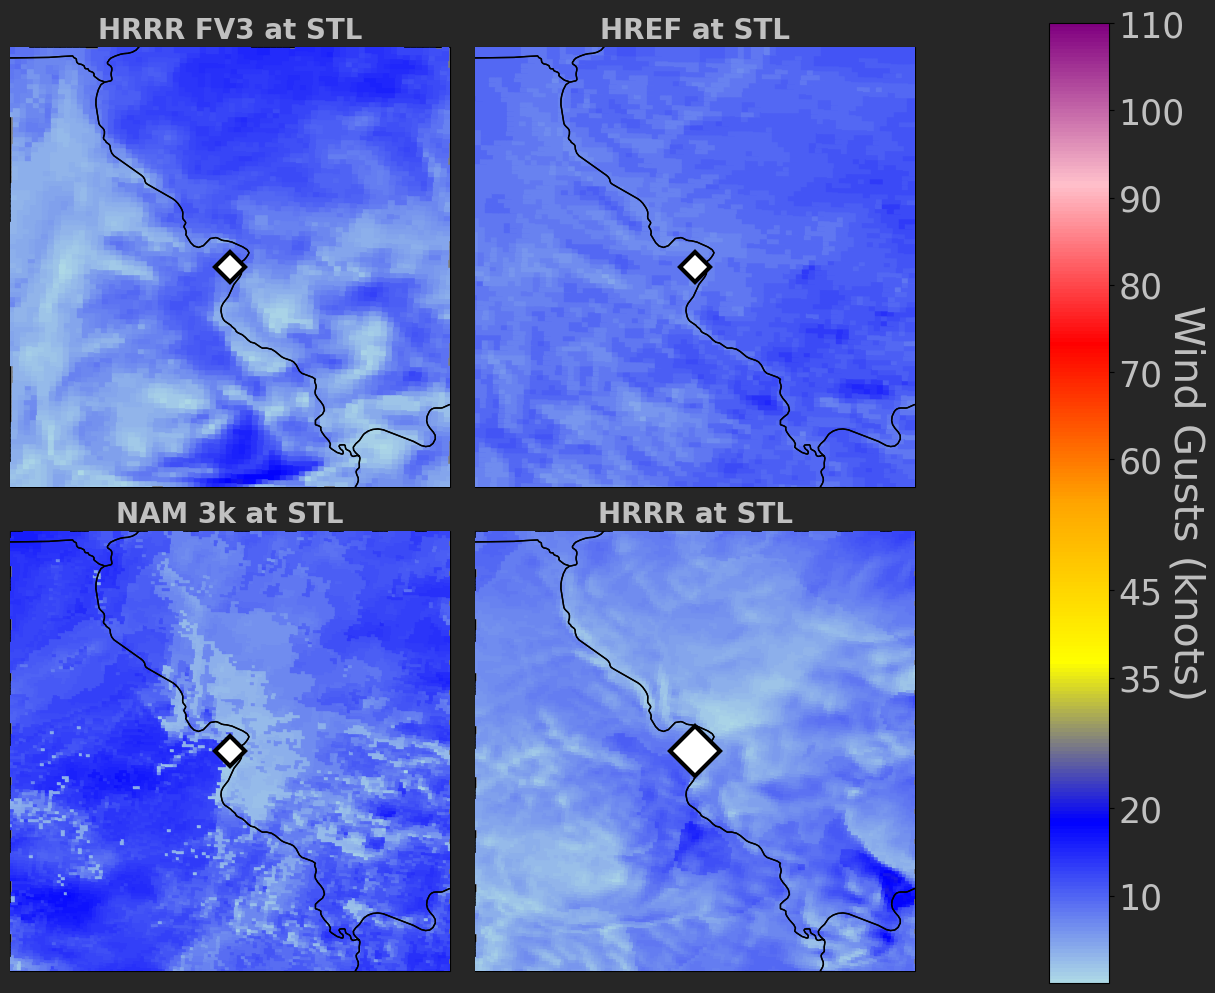 HRRR FV3 at STL
HREF at STL
NAM 3k at STL
HRRR at STL
110
100
90
80
70
60
45
35
20
10
Wind Gusts (knots)